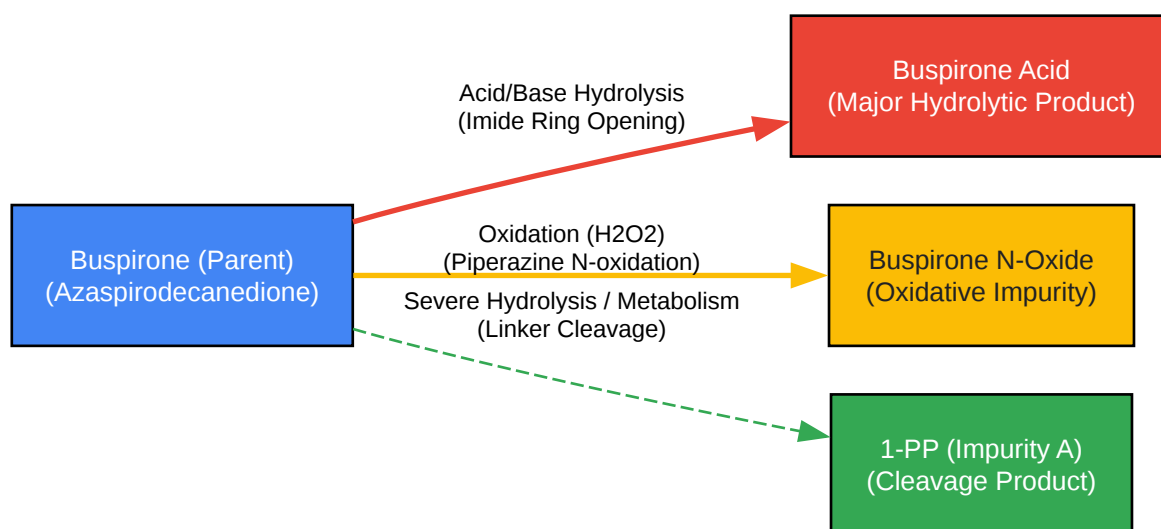 Buspirone Acid
(Major Hydrolytic Product)
Acid/Base Hydrolysis
(Imide Ring Opening)
Buspirone (Parent)
(Azaspirodecanedione)
Oxidation (H2O2)
(Piperazine N-oxidation)
Buspirone N-Oxide
(Oxidative Impurity)
Severe Hydrolysis / Metabolism
(Linker Cleavage)
1-PP (Impurity A)
(Cleavage Product)